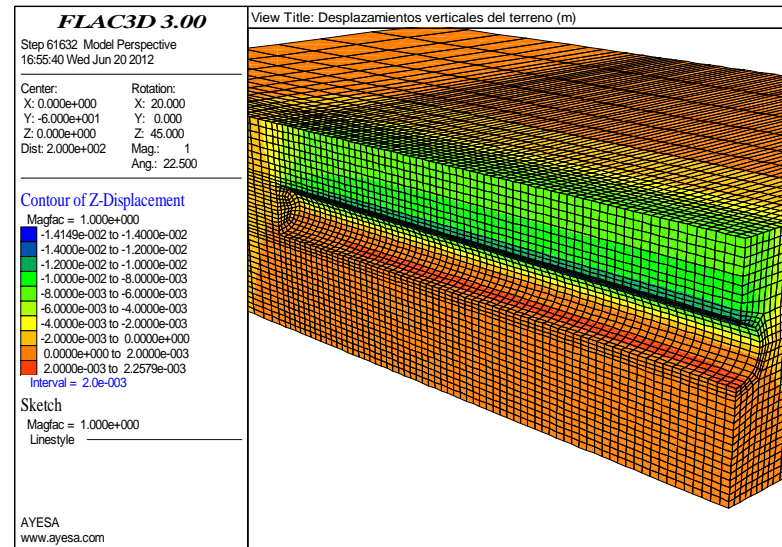 FLAC3D 3.00
Step 61632 Model Perspective
16:55:40 Wed Jun 20 2012
Center:
X: 0.000e+000
Y: -6.000e+001
Z: 0.000e+000
Dist: 2.000e+002
Rotation:
X: 20.000
Y: 0.000
Z: 45.000
Mag.: 1
Ang.: 22.500
Contour of Z-Displacement
Magfac = 1.000e+000
-1.4149e-002 to -1.4000e-002
-1.4000e-002 to -1.2000e-002
-1.2000e-002 to -1.0000e-002
-1.0000e-002 to -8.0000e-003
-8.0000e-003 to -6.0000e-003
-6.0000e-003 to -4.0000e-003
-4.0000e-003 to -2.0000e-003
-2.0000e-003 to 0.0000e+000
0.0000e+000 to 2.0000e-003
2.0000e-003 to 2.2579e-003
Interval = 2.0e-003
Sketch
Magfac = 1.000e+000
Linestyle
AYESA
www.ayesa.com
View Title: Desplazamientos verticales del terreno (m)